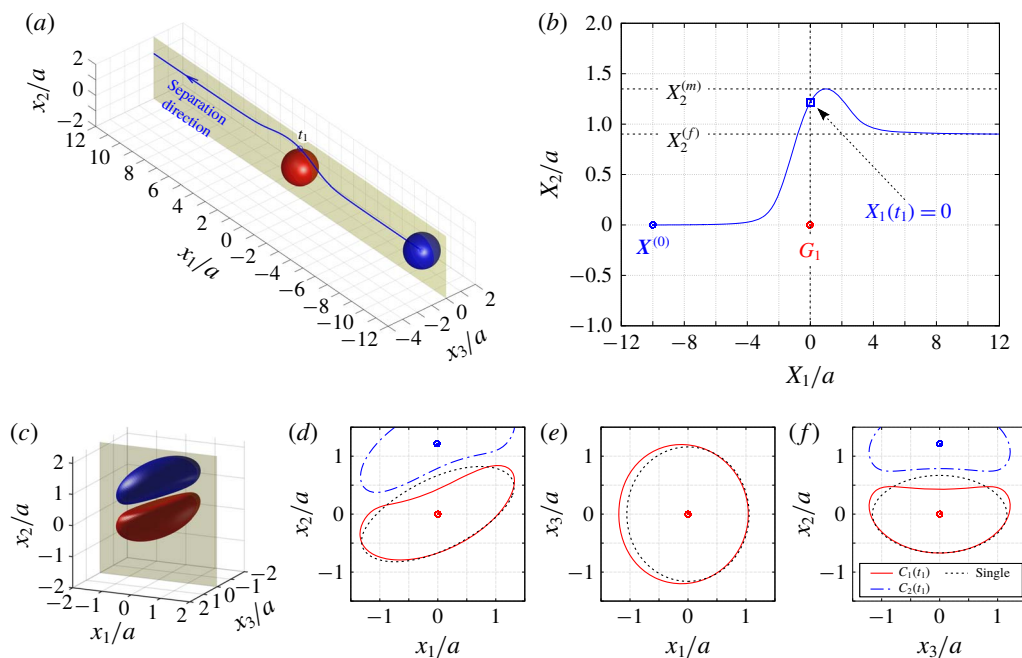 (a)
x₂/a
2
0
−2
12
10
8
6
4
2
0
−2
−4
−6
−8
−10
−12
x₁/a
−4
−2
0
2
x₃/a
Separation
direction
t₁
(b)
X₂/a
2.0
1.5
1.0
0.5
0
−0.5
−1.0
−12
−8
−4
0
4
8
12
X₁/a
X₂⁽ᵐ⁾
X₂⁽ᶠ⁾
X₁(t₁) = 0
X⁽⁰⁾
G₁
(c)
x₂/a
2
1
0
−1
−2
−2
−1
0
1
2
x₁/a
2
1
0
−1
−2
x₃/a
(d)
x₂/a
1
0
−1
−1
0
1
x₁/a
(e)
x₃/a
1
0
−1
−1
0
1
x₁/a
(f)
x₂/a
1
0
−1
C₁(t₁)
Single
C₂(t₁)
−1
0
1
x₃/a